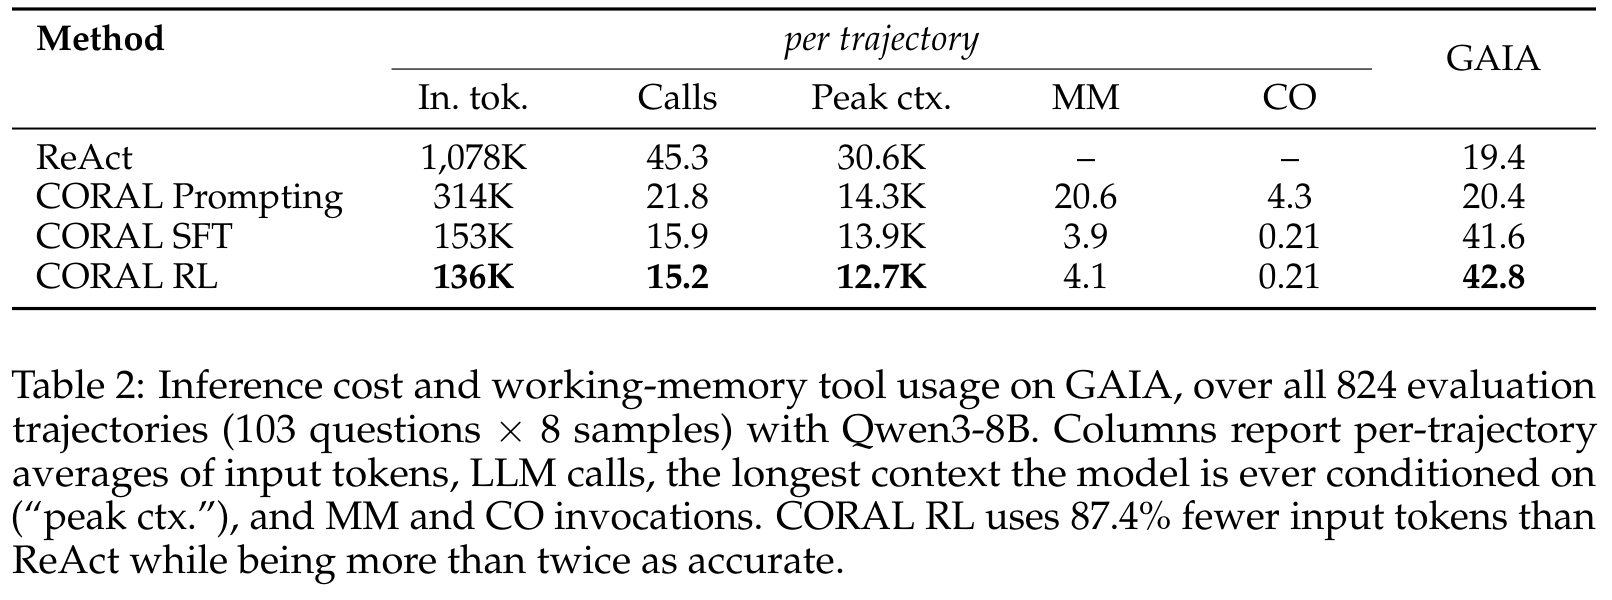 Method per trajectory GAIA
In. tok. Calls Peak ctx. MM CO
ReAct 1,078K 45.3 30.6K – – 19.4
CORAL Prompting 314K 21.8 14.3K 20.6 4.3 20.4
CORAL SFT 153K 15.9 13.9K 3.9 0.21 41.6
CORAL RL 136K 15.2 12.7K 4.1 0.21 42.8
Table 2: Inference cost and working-memory tool usage on GAIA, over all 824 evaluation
trajectories (103 questions × 8 samples) with Qwen3-8B. Columns report per-trajectory
averages of input tokens, LLM calls, the longest context the model is ever conditioned on
(“peak ctx.”), and MM and CO invocations. CORAL RL uses 87.4% fewer input tokens than
ReAct while being more than twice as accurate.